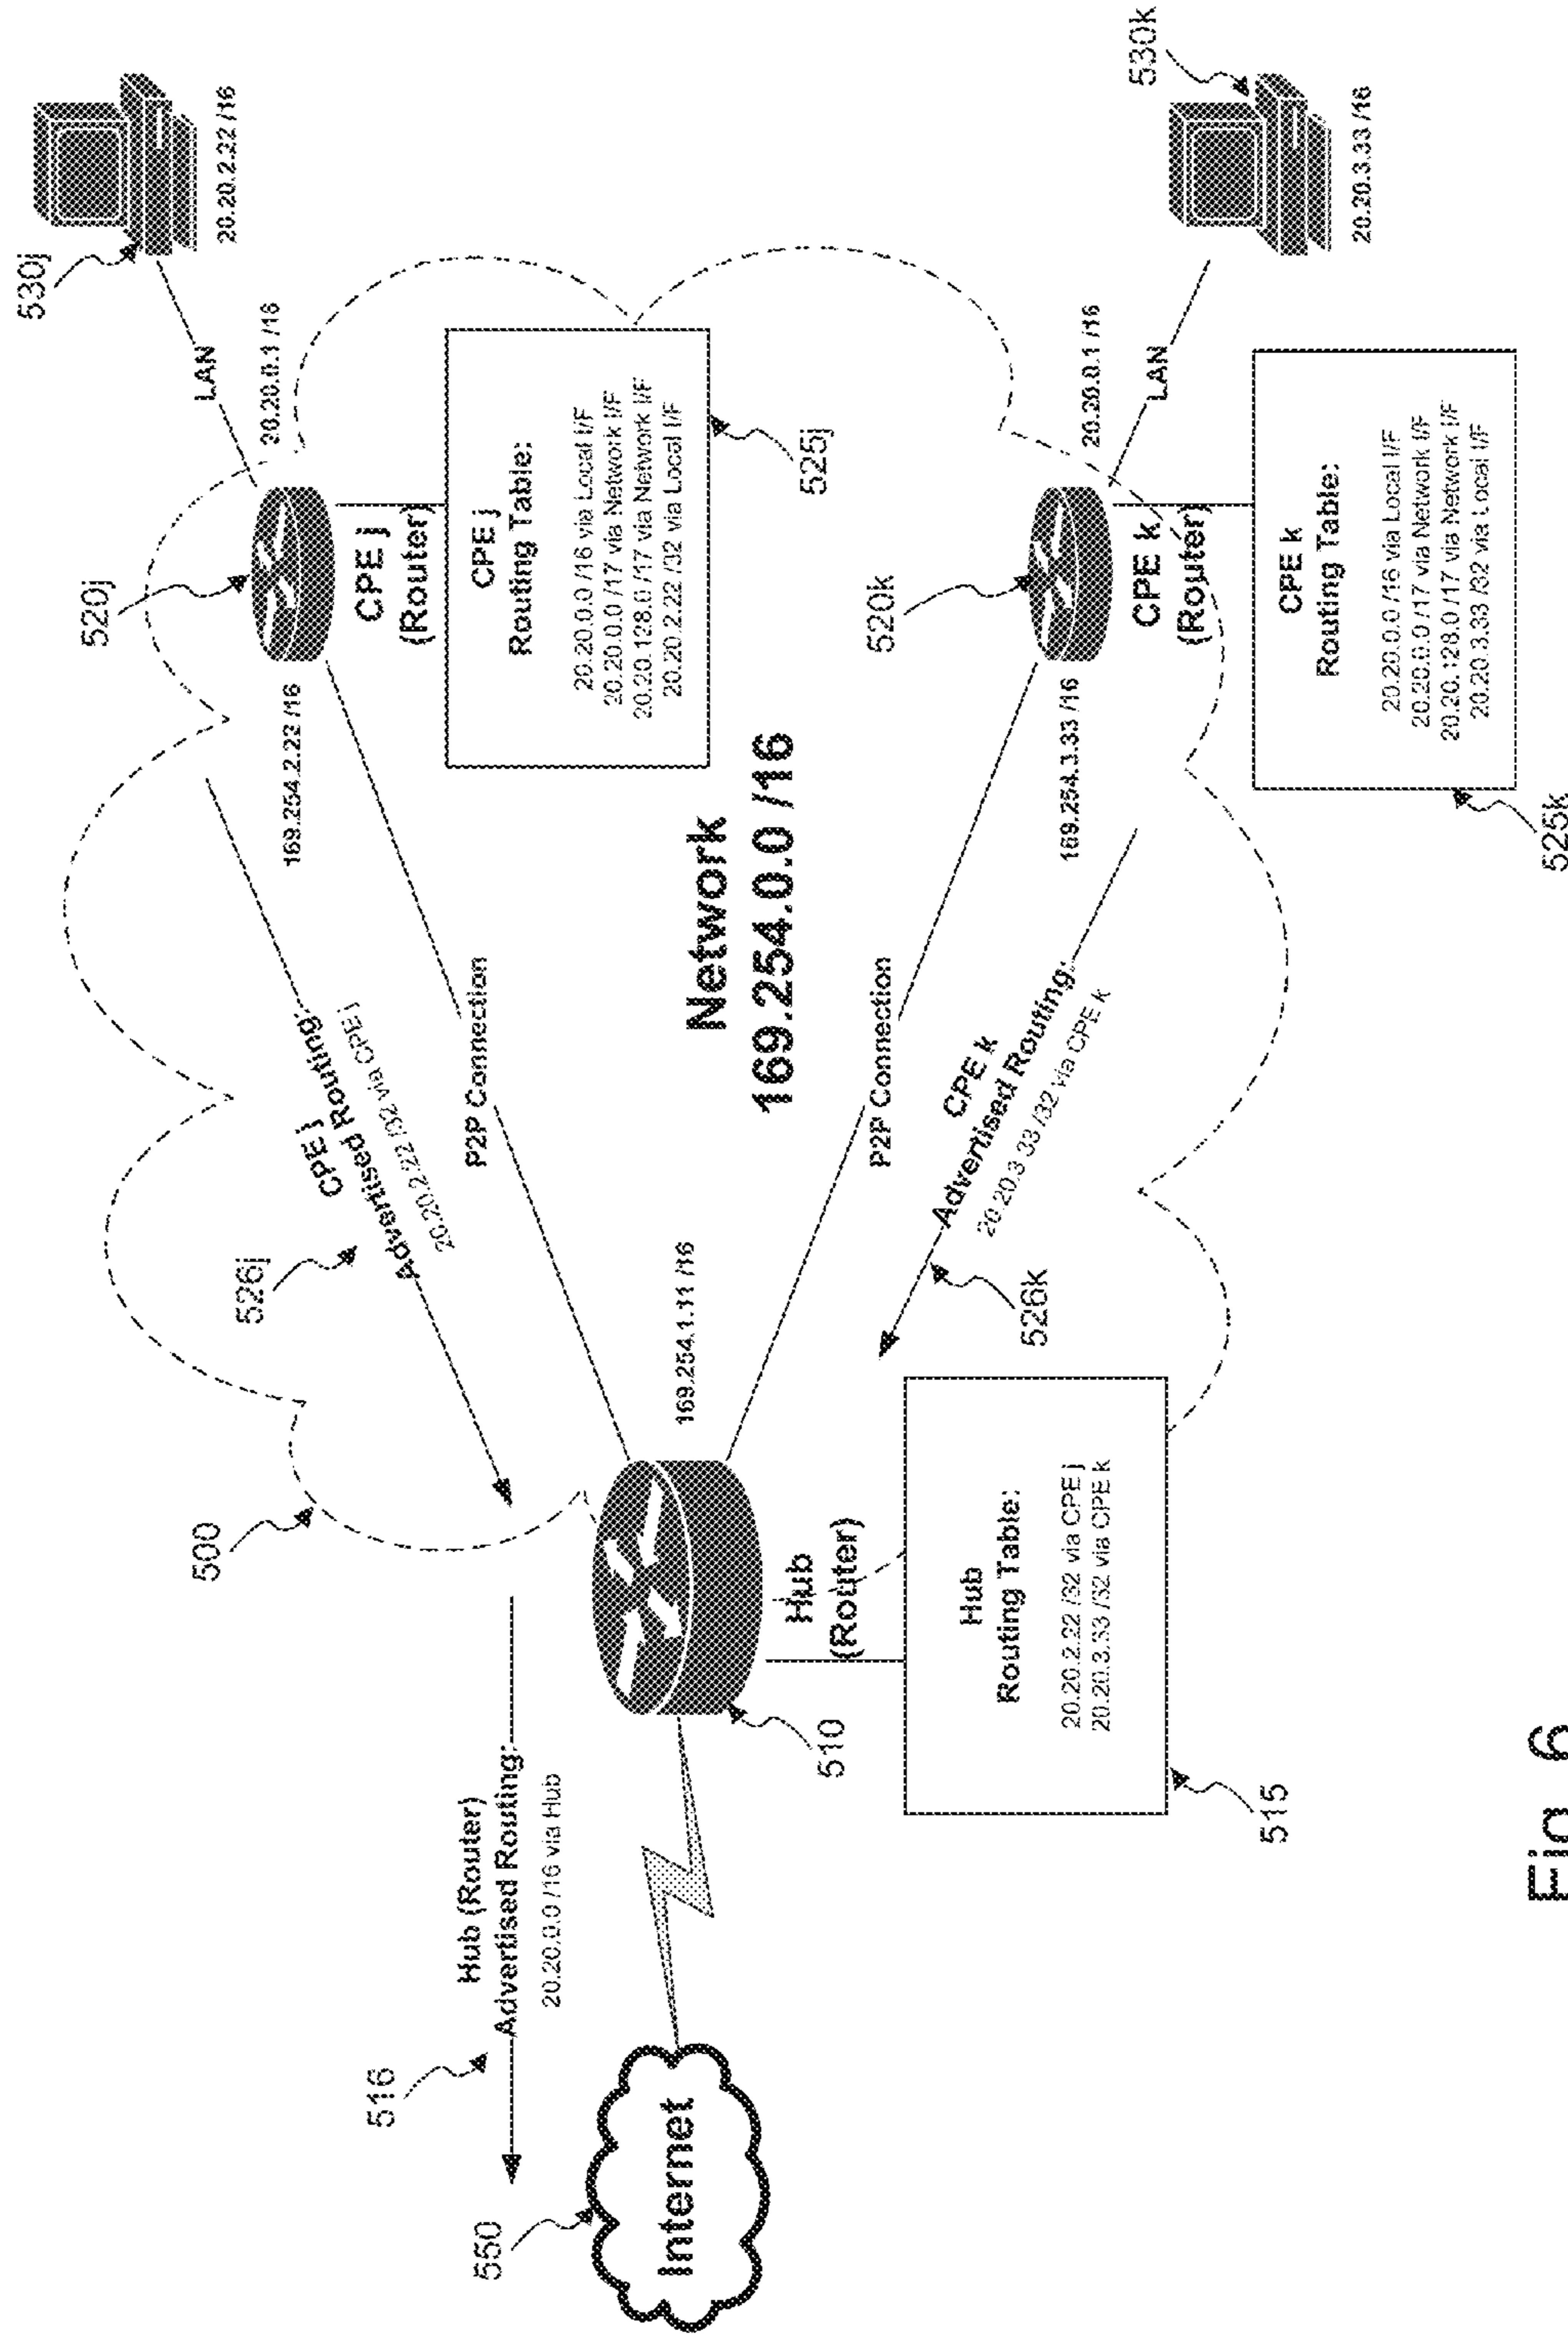 530j
20.20.2.22 /16
LAN
520j
20.20.0.1 /16
169.254.2.22 /16
CPE j
(Router)
CPE j
Routing Table:
20.20.0.0 /16 via Local I/F
20.20.0.0 /17 via Network I/F
20.20.128.0 /17 via Network I/F
20.20.2.22 /32 via Local I/F
525j
500
526j
CPE j
Advertised Routing:
20.20.2.22 /32 via CPE j
P2P Connection
516
Hub (Router)
Advertised Routing:
20.20.0.0 /16 via Hub
550
Internet
510
169.254.1.11 /16
Hub
(Router)
Hub
Routing Table:
20.20.2.22 /32 via CPE j
20.20.3.33 /32 via CPE k
515
Network
169.254.0.0 /16
P2P Connection
CPE k
Advertised Routing:
20.20.3.33 /32 via CPE k
526k
520k
169.254.3.33 /16
20.20.0.1 /16
CPE k
(Router)
LAN
530k
20.20.3.33 /16
CPE k
Routing Table:
20.20.0.0 /16 via Local I/F
20.20.0.0 /17 via Network I/F
20.20.128.0 /17 via Network I/F
20.20.3.33 /32 via Local I/F
525k
Fig. 6